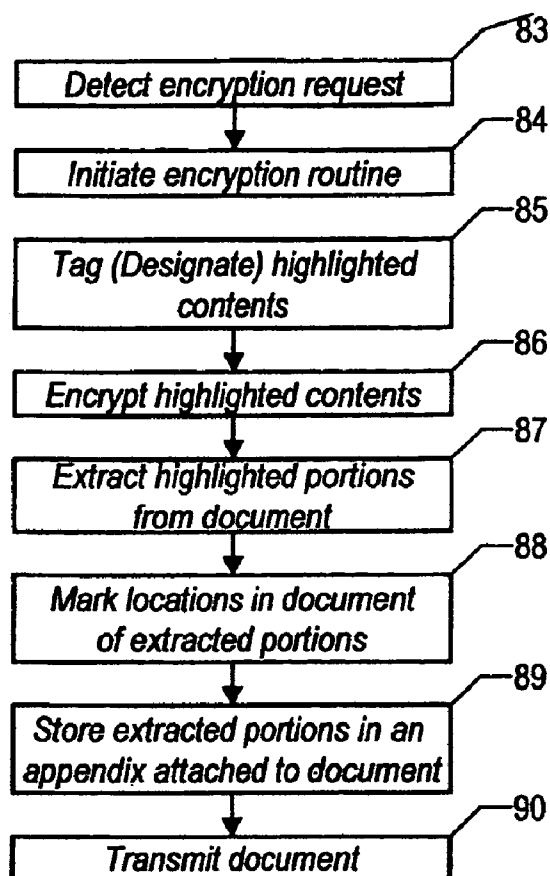 83
Detect encryption request
84
Initiate encryption routine
85
Tag (Designate) highlighted
contents
86
Encrypt highlighted contents
87
Extract highlighted portions
from document
88
Mark locations in document
of extracted portions
89
Store extracted portions in an
appendix attached to document
90
Transmit document